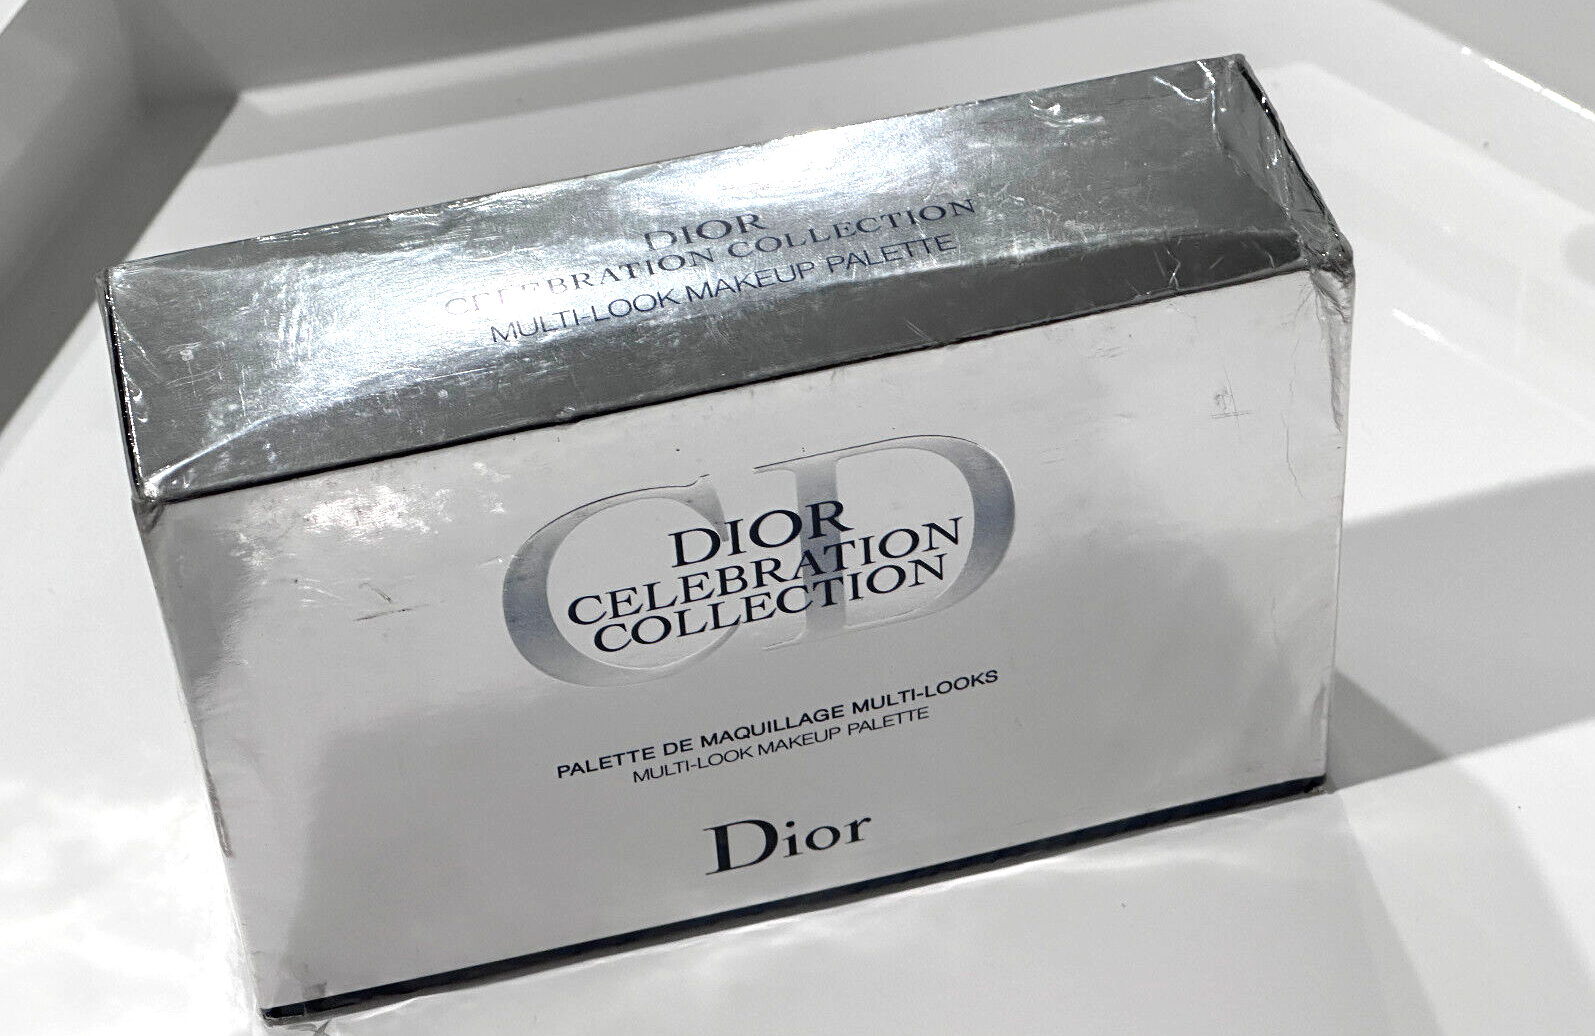 DIOR
CELEBRATION COLLECTION
MULTI-LOOK MAKEUP PALETTE
CD
DIOR
CELEBRATION
COLLECTION
PALETTE DE MAQUILLAGE MULTI-LOOKS
MULTI-LOOK MAKEUP PALETTE
Dior